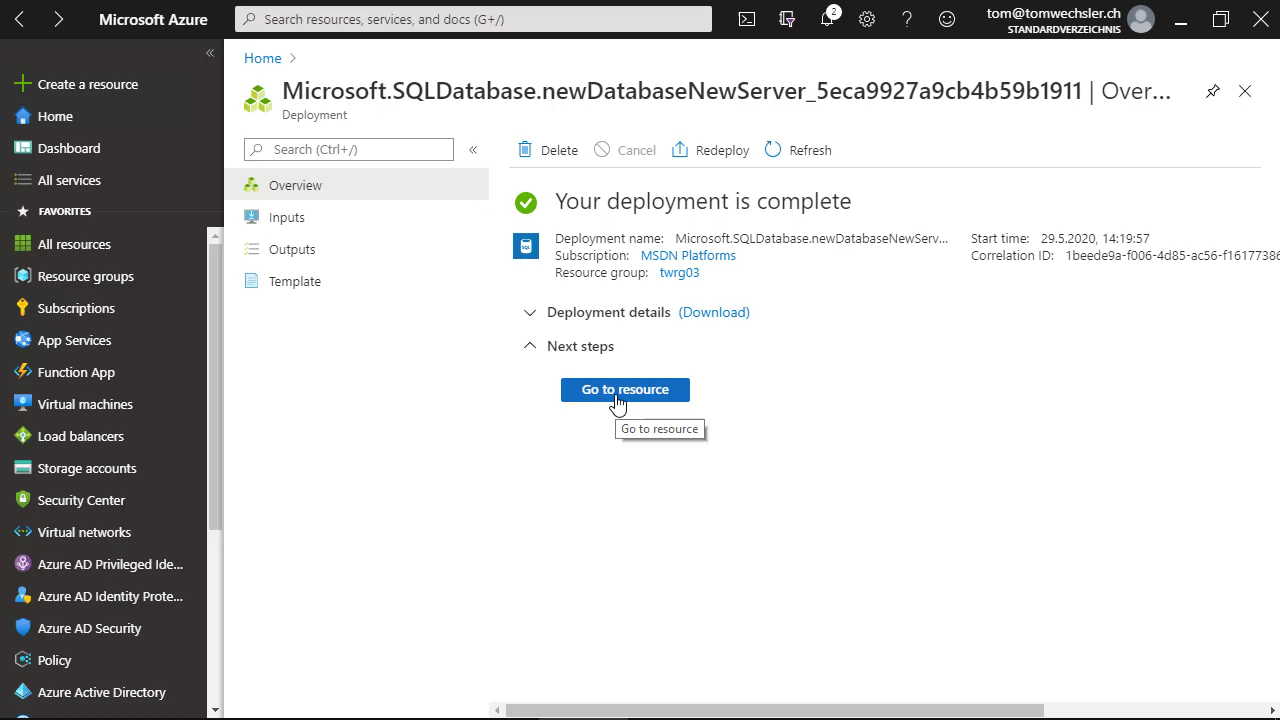 Microsoft Azure
Search resources, services, and docs (G+/)
2
tom@tomwechsler.ch
STANDARDVERZEICHNIS
Create a resource
Home
Dashboard
All services
FAVORITES
All resources
Resource groups
Subscriptions
App Services
Function App
Virtual machines
Load balancers
Storage accounts
Security Center
Virtual networks
Azure AD Privileged Ide...
Azure AD Identity Prote...
Azure AD Security
Policy
Azure Active Directory
Home
Microsoft.SQLDatabase.newDatabaseNewServer_5eca9927a9cb4b59b1911 | Over...
Deployment
Search (Ctrl+/)
Overview
Inputs
Outputs
Template
Delete
Cancel
Redeploy
Refresh
Your deployment is complete
SQL
Deployment name: Microsoft.SQLDatabase.newDatabaseNewServ...
Subscription: MSDN Platforms
Resource group: twrg03
Start time: 29.5.2020, 14:19:57
Correlation ID: 1beede9a-f006-4d85-ac56-f16177386
Deployment details (Download)
Next steps
Go to resource
Go to resource